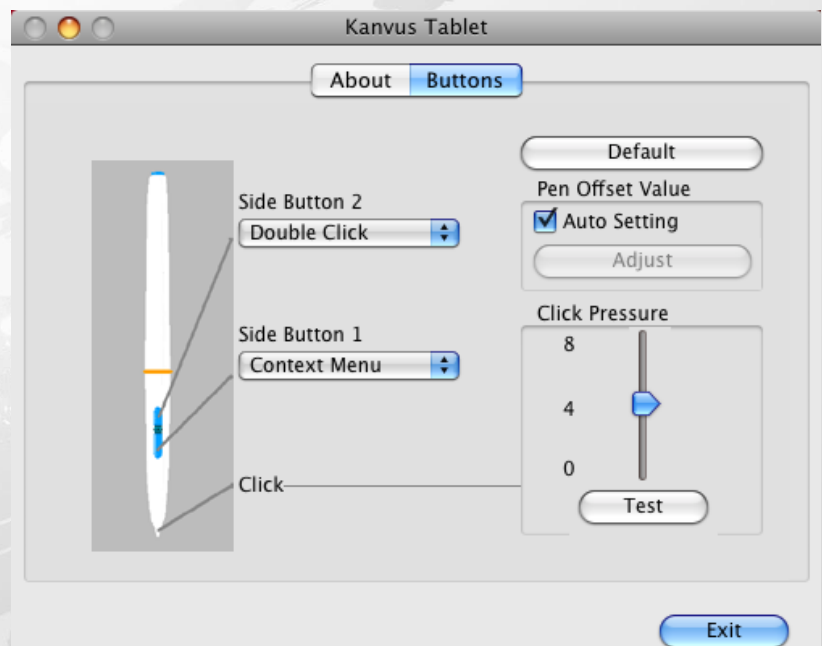 Kanvus Tablet
About Buttons
Default
Pen Offset Value
Side Button 2
Auto Setting
Double Click
Adjust
Click Pressure
Side Button 1
8
Context Menu
4
0
Click
Test
Exit